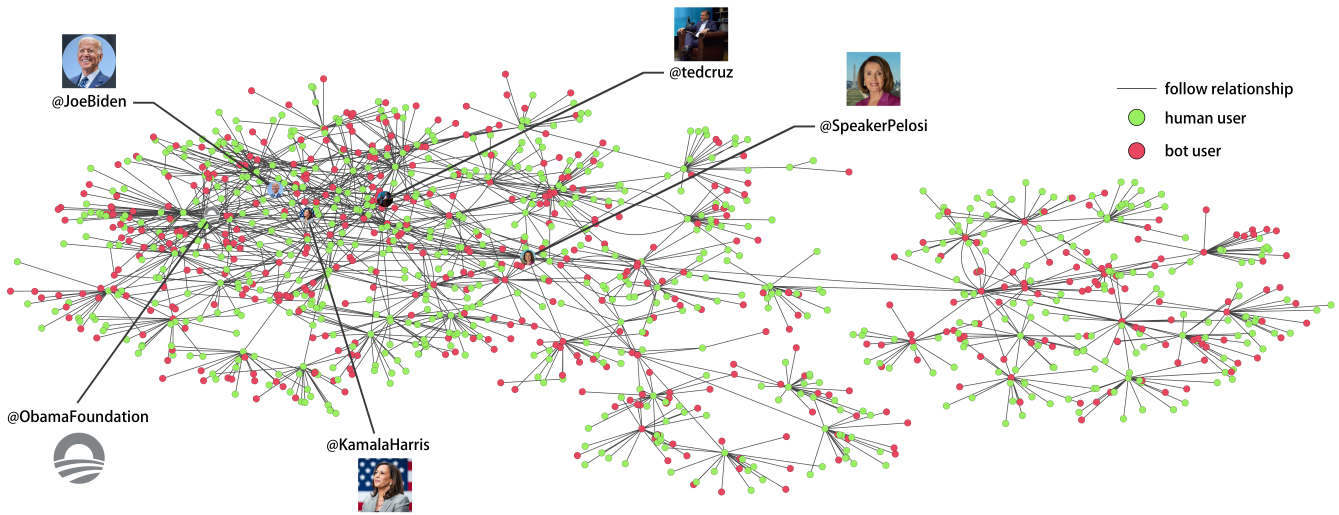 @JoeBiden
@tedcruz
@SpeakerPelosi
follow relationship
human user
bot user
@ObamaFoundation
@KamalaHarris